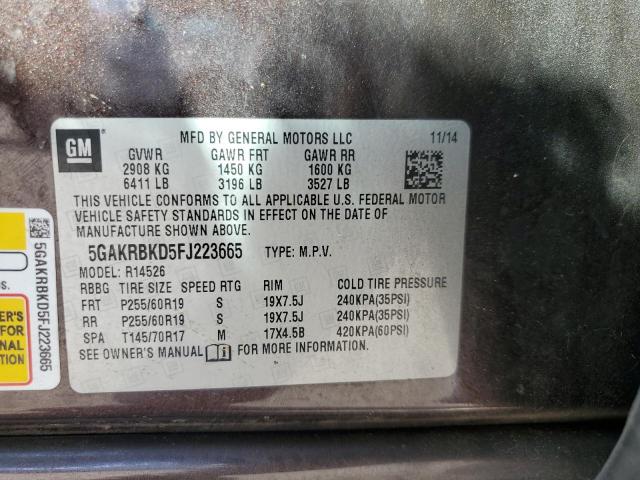 GM
MFD BY GENERAL MOTORS LLC 11/14
GVWR GAWR FRT GAWR RR
2908 KG 1450 KG 1600 KG
6411 LB 3196 LB 3527 LB
THIS VEHICLE CONFORMS TO ALL APPLICABLE U.S. FEDERAL MOTOR
VEHICLE SAFETY STANDARDS IN EFFECT ON THE DATE OF
MANUFACTURE SHOWN ABOVE.
5GAKRBKD5FJ223665 TYPE: M.P.V.
MODEL: R14526
RBBG TIRE SIZE SPEED RTG RIM COLD TIRE PRESSURE
FRT P255/60R19 S 19X7.5J 240KPA(35PSI)
RR P255/60R19 S 19X7.5J 240KPA(35PSI)
SPA T145/70R17 M 17X4.5B 420KPA(60PSI)
SEE OWNER'S MANUAL FOR MORE INFORMATION.
5GAKRBKD5FJ223665
ER'S
FOR
NAL
ATION